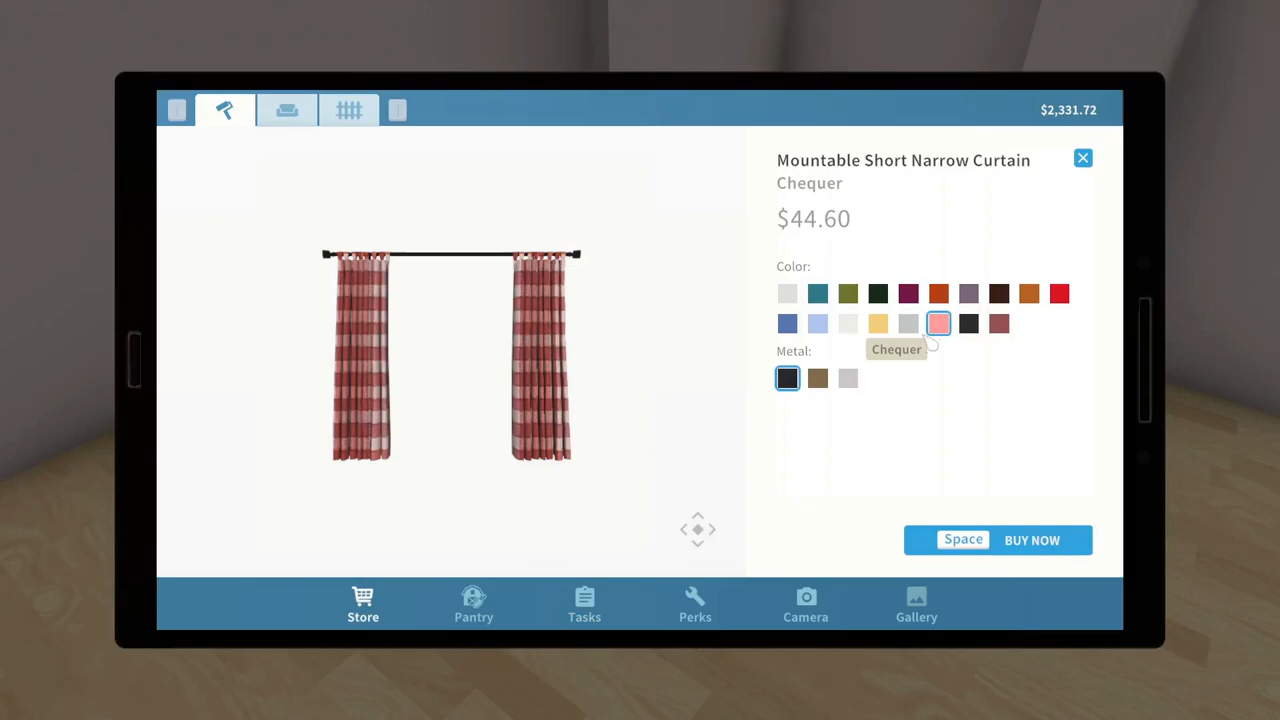 $2,331.72
Mountable Short Narrow Curtain
Chequer
$44.60
Color:
Chequer
Metal:
Space BUY NOW
Store Pantry Tasks Perks Camera Gallery